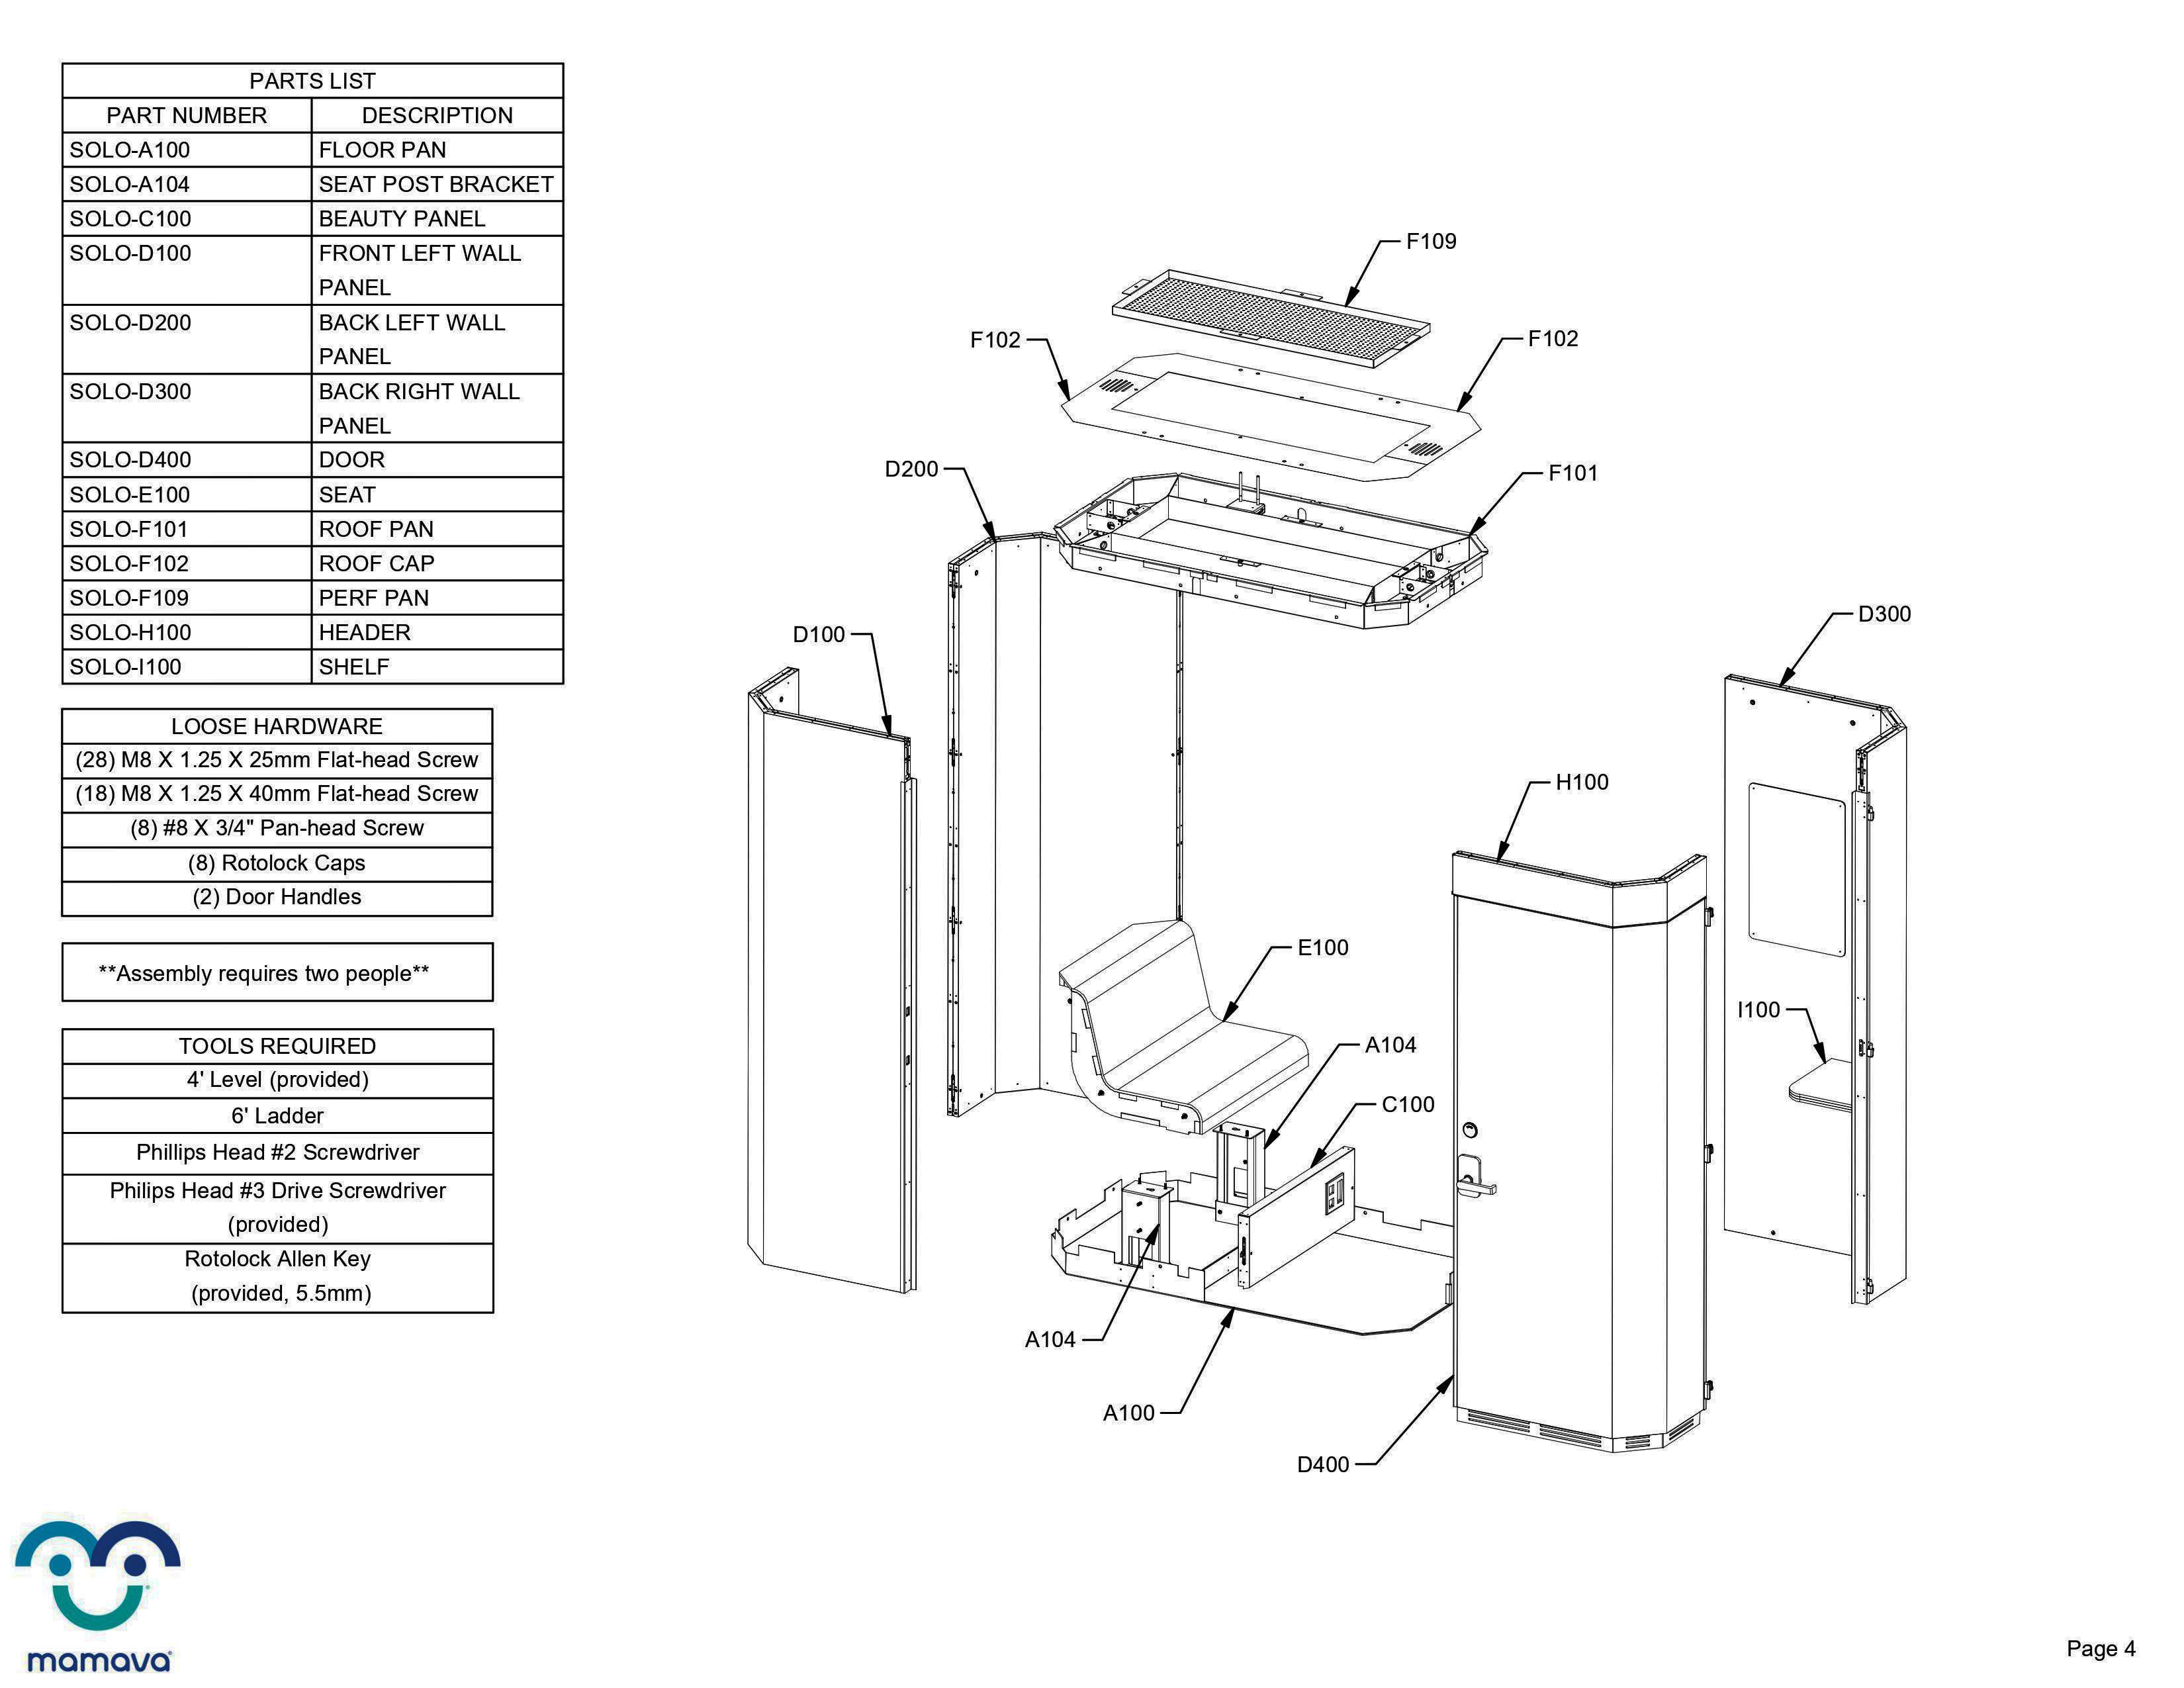 PARTS LIST
PART NUMBER DESCRIPTION
SOLO-A100 FLOOR PAN
SOLO-A104 SEAT POST BRACKET
SOLO-C100 BEAUTY PANEL
SOLO-D100 FRONT LEFT WALL
PANEL
SOLO-D200 BACK LEFT WALL
PANEL
SOLO-D300 BACK RIGHT WALL
PANEL
SOLO-D400 DOOR
SOLO-E100 SEAT
SOLO-F101 ROOF PAN
SOLO-F102 ROOF CAP
SOLO-F109 PERF PAN
SOLO-H100 HEADER
SOLO-I100 SHELF
LOOSE HARDWARE
(28) M8 X 1.25 X 25mm Flat-head Screw
(18) M8 X 1.25 X 40mm Flat-head Screw
(8) #8 X 3/4" Pan-head Screw
(8) Rotolock Caps
(2) Door Handles
**Assembly requires two people**
TOOLS REQUIRED
4' Level (provided)
6' Ladder
Phillips Head #2 Screwdriver
Philips Head #3 Drive Screwdriver
(provided)
Rotolock Allen Key
(provided, 5.5mm)
F109
F102
F102
D200
F101
D300
D100
H100
E100
I100
A104
C100
A104
A100
D400
mamava
Page 4